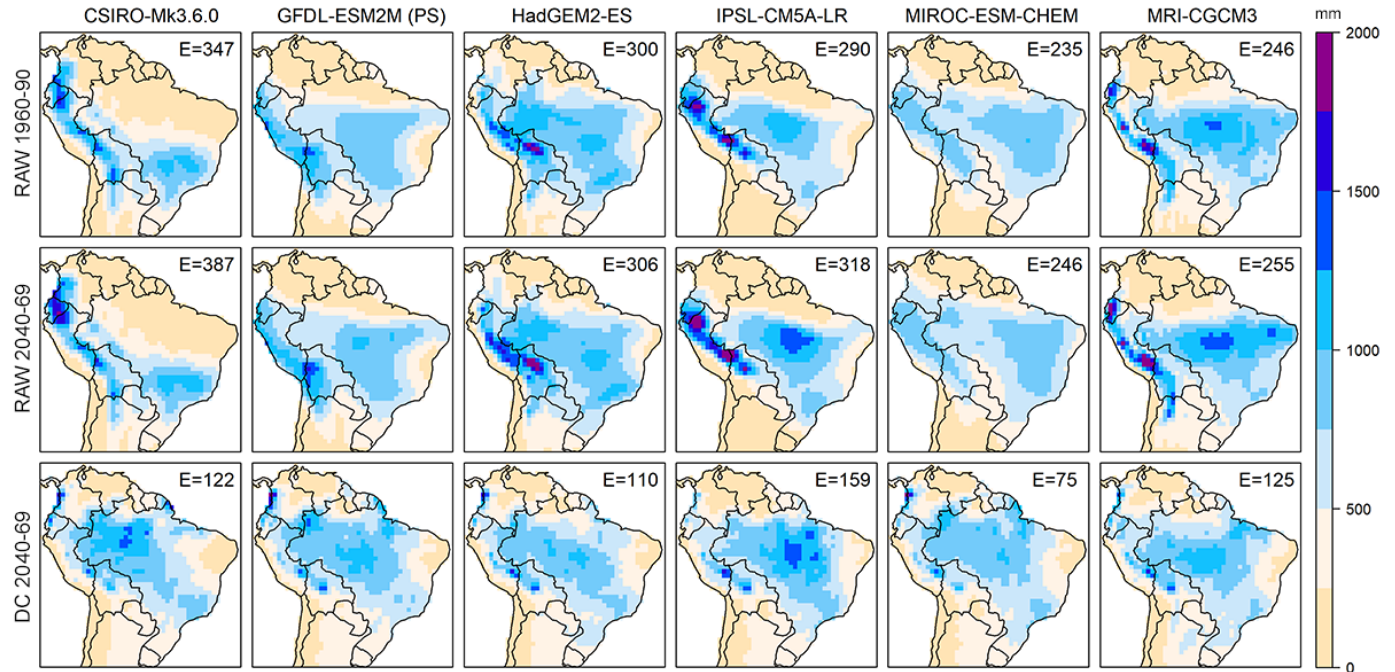 CSIRO-Mk3.6.0 GFDL-ESM2M (PS) HadGEM2-ES IPSL-CM5A-LR MIROC-ESM-CHEM MRI-CGCM3 mm
RAW 1960-90 E=347 E=300 E=290 E=235 E=246
RAW 2040-69 E=387 E=306 E=318 E=246 E=255
DC 2040-69 E=122 E=110 E=159 E=75 E=125
2000
1500
1000
500
0